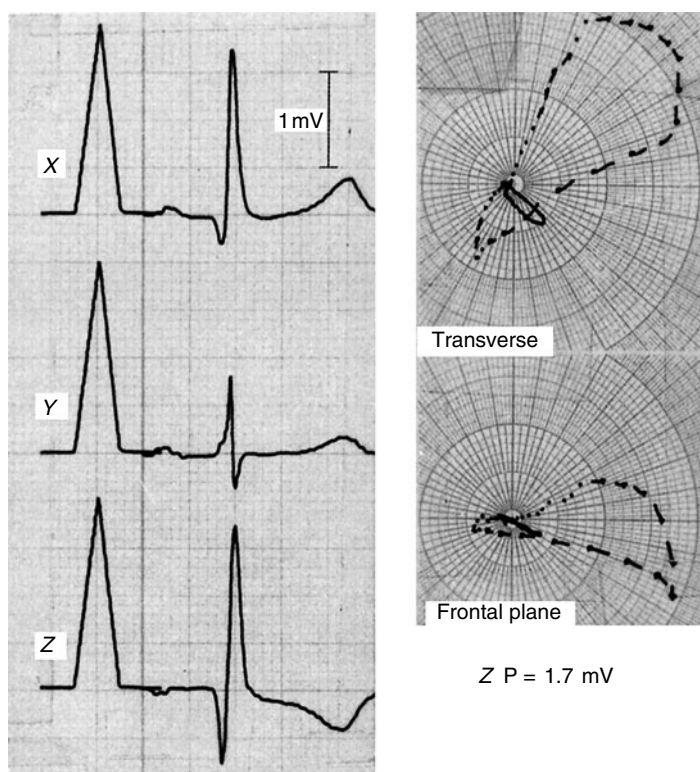 X
1 mV
Y
Z
Transverse
Frontal plane
Z P = 1.7 mV